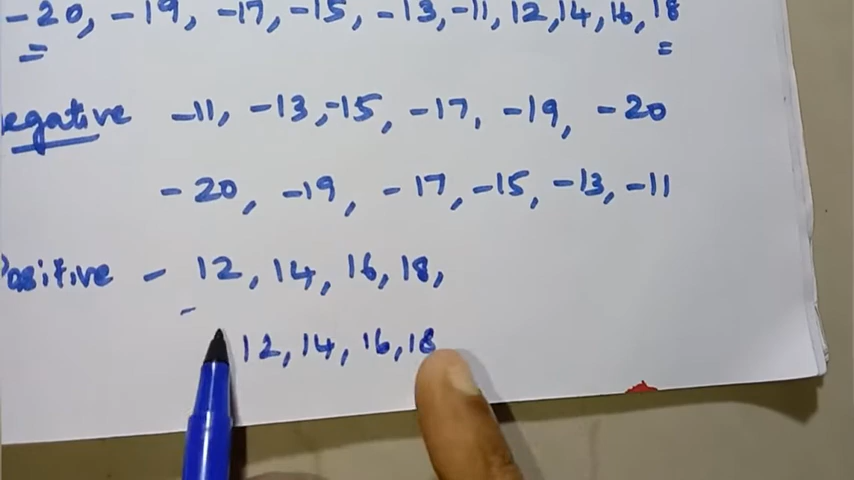 -20, -19, -17, -15, -13, -11, 12, 14, 16, 18
egative -11, -13, -15, -17, -19, -20
-20, -19, -17, -15, -13, -11
Positive - 12, 14, 16, 18,
12, 14, 16, 18